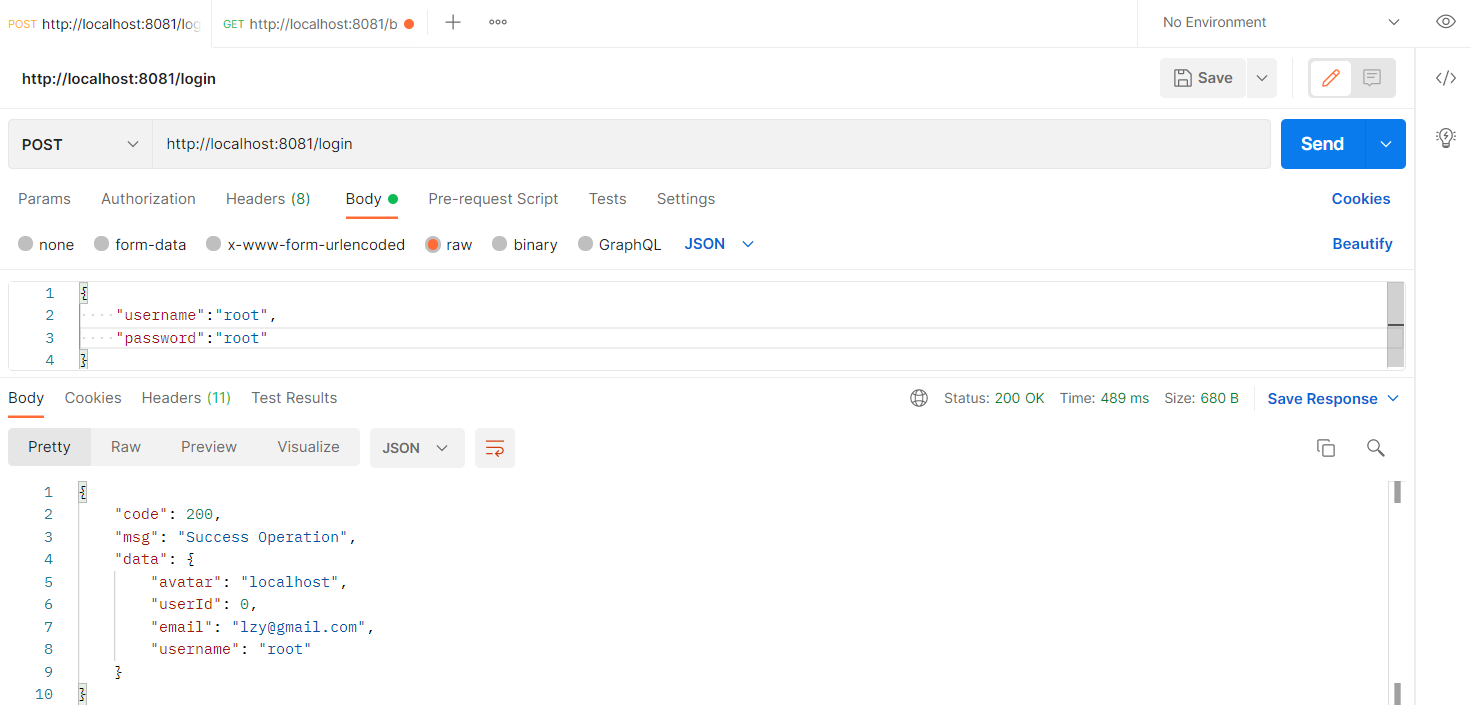 POST http://localhost:8081/log GET http://localhost:8081/b No Environment
http://localhost:8081/login Save
POST http://localhost:8081/login Send
Params Authorization Headers (8) Body Pre-request Script Tests Settings Cookies
none form-data x-www-form-urlencoded raw binary GraphQL JSON Beautify
1 {
2 "username":"root",
3 "password":"root"
4 }
Body Cookies Headers (11) Test Results Status: 200 OK Time: 489 ms Size: 680 B Save Response
Pretty Raw Preview Visualize JSON
1 {
2 "code": 200,
3 "msg": "Success Operation",
4 "data": {
5 "avatar": "localhost",
6 "userId": 0,
7 "email": "lzy@gmail.com",
8 "username": "root"
9 }
10 }